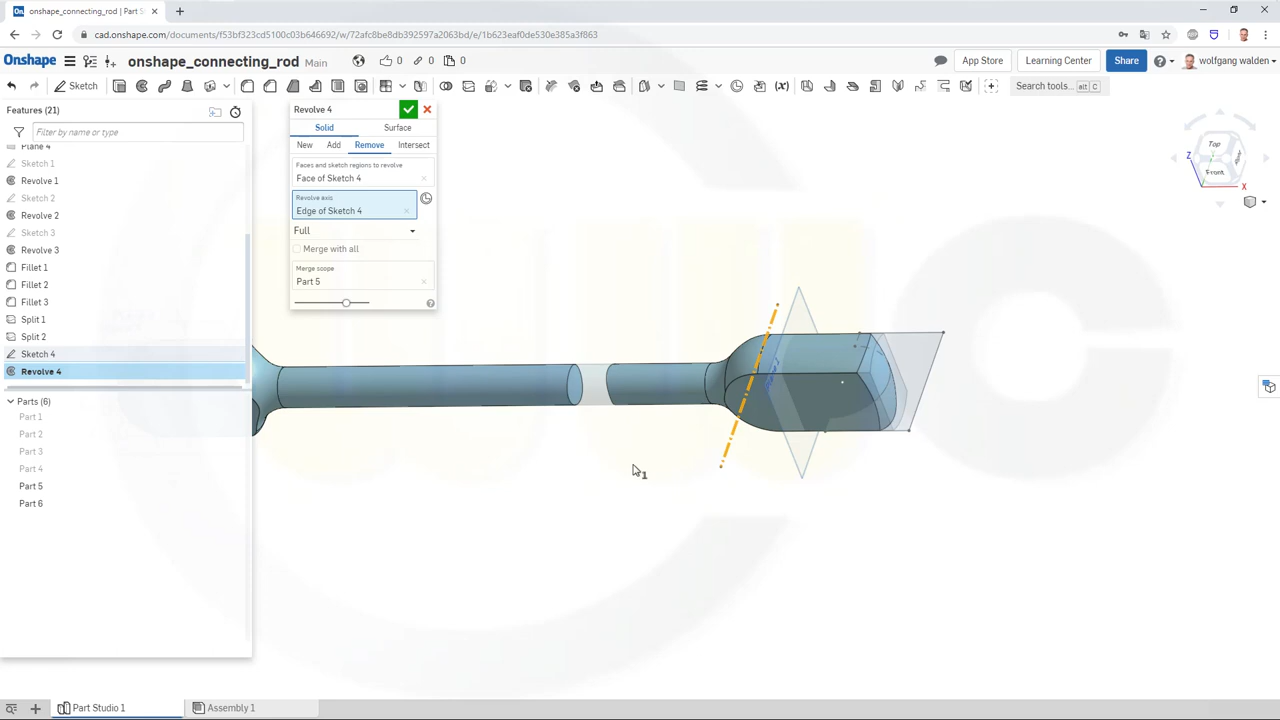 onshape_connecting_rod | Part S
cad.onshape.com/documents/f53bf323cd5100c03b646692/w/72afc8be8db392597a2063bd/e/1b623eaf0de530e385a3f863
Onshape
onshape_connecting_rod Main
0 0 0
App Store
Learning Center
Share
wolfgang walden
Sketch
Search tools... alt C
Features (21)
Filter by name or type
Plane 4
Sketch 1
Revolve 1
Sketch 2
Revolve 2
Sketch 3
Revolve 3
Fillet 1
Fillet 2
Fillet 3
Split 1
Split 2
Sketch 4
Revolve 4
Parts (6)
Part 1
Part 2
Part 3
Part 4
Part 5
Part 6
Revolve 4
Solid Surface
New Add Remove Intersect
Faces and sketch regions to revolve
Face of Sketch 4
Revolve axis
Edge of Sketch 4
Full
Merge with all
Merge scope
Part 5
Top
Front
Z
X
1
Part Studio 1
Assembly 1